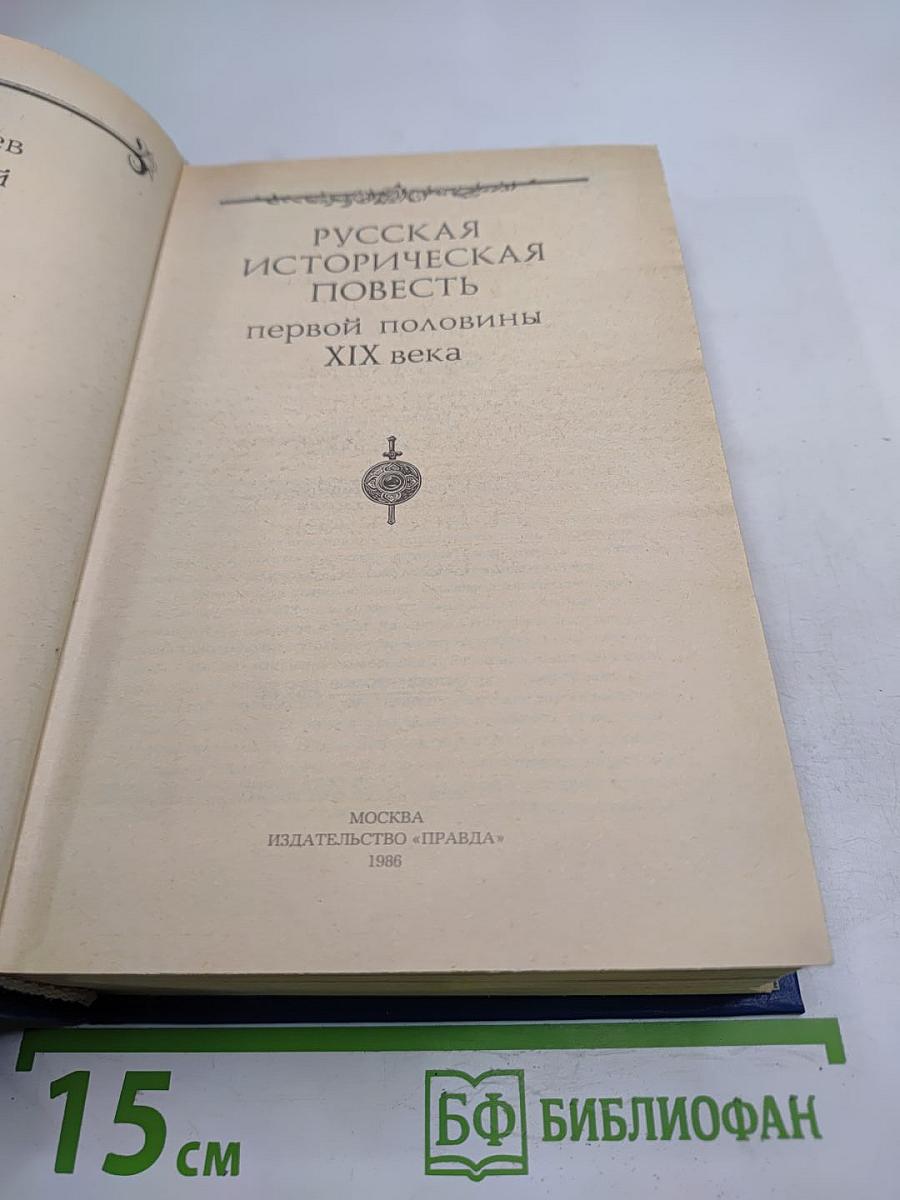 РУССКАЯ
ИСТОРИЧЕСКАЯ
ПОВЕСТЬ
первой половины
XIX века
МОСКВА
ИЗДАТЕЛЬСТВО «ПРАВДА»
1986
15 см
БФ БИБЛИОФАН